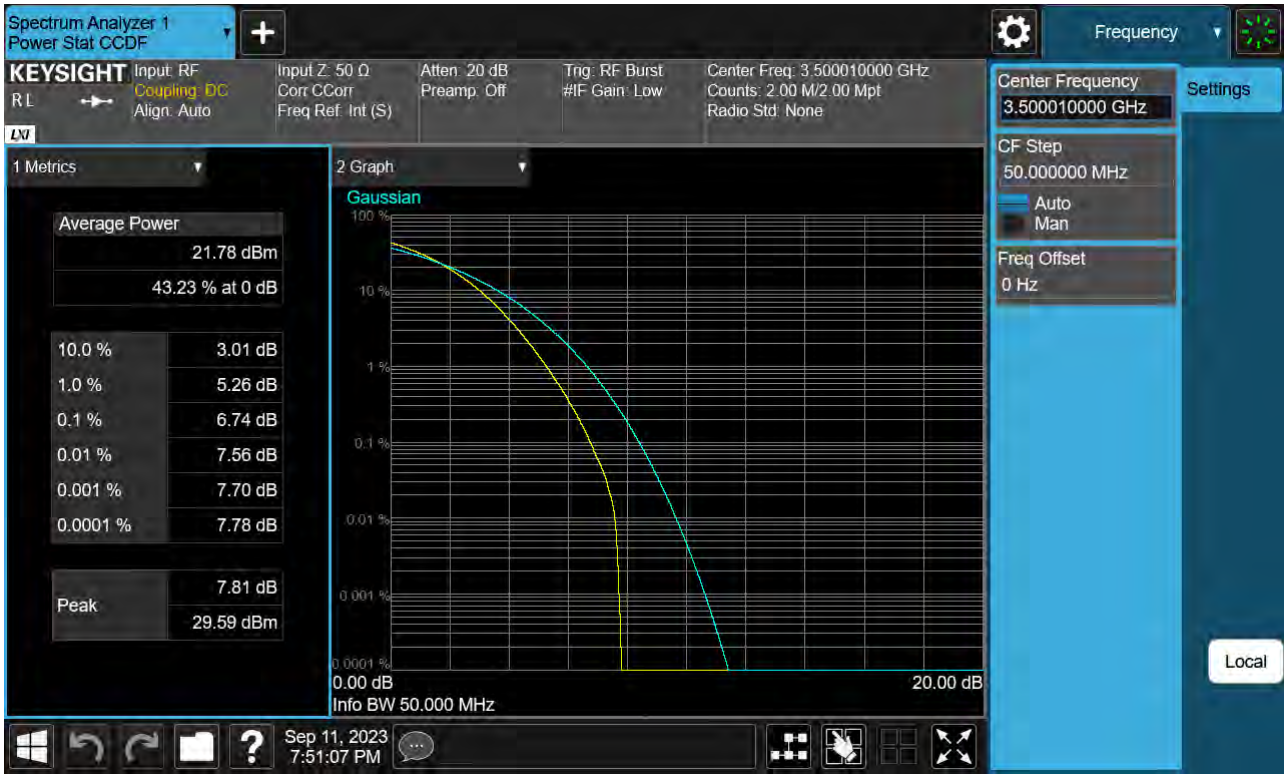 Spectrum Analyzer 1
Power Stat CCDF
+
Frequency
KEYSIGHT
RL
LXI
Input: RF
Coupling: DC
Align: Auto
Input Z: 50 Ω
Corr CCorr
Freq Ref: Int (S)
Atten: 20 dB
Preamp: Off
Trig: RF Burst
#IF Gain: Low
Center Freq: 3.500010000 GHz
Counts: 2.00 M/2.00 Mpt
Radio Std: None
Center Frequency
3.500010000 GHz
Settings
CF Step
50.000000 MHz
Auto
Man
Freq Offset
0 Hz
1 Metrics
Average Power
21.78 dBm
43.23 % at 0 dB
10.0 % 3.01 dB
1.0 % 5.26 dB
0.1 % 6.74 dB
0.01 % 7.56 dB
0.001 % 7.70 dB
0.0001 % 7.78 dB
Peak
7.81 dB
29.59 dBm
2 Graph
Gaussian
100 %
10 %
1 %
0.1 %
0.01 %
0.001 %
0.0001 %
0.00 dB 20.00 dB
Info BW 50.000 MHz
Local
?
Sep 11, 2023
7:51:07 PM